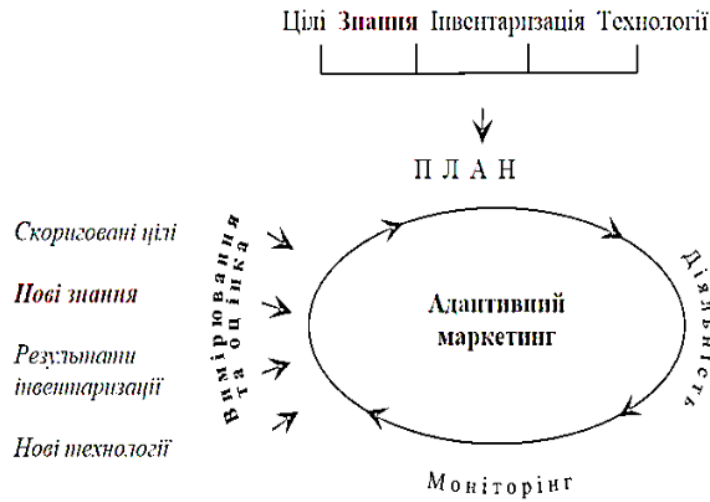 Цілі Знання Інвентаризація Технології
П Л А Н
Скориговані цілі
Нові знання
Результати
інвентаризації
Нові технології
Вимірювання
та оцінка
Адаптивний
маркетинг
Діяльність
Моніторінг